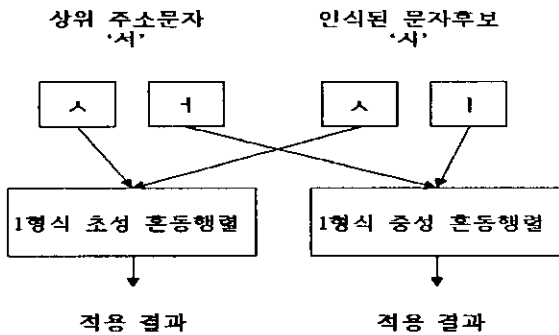 상위 주소문자 인식된 문자후보
'서' '시'
ㅅ ㅓ ㅅ ㅣ
1형식 초성 혼동행렬 1형식 중성 혼동행렬
적용 결과 적용 결과